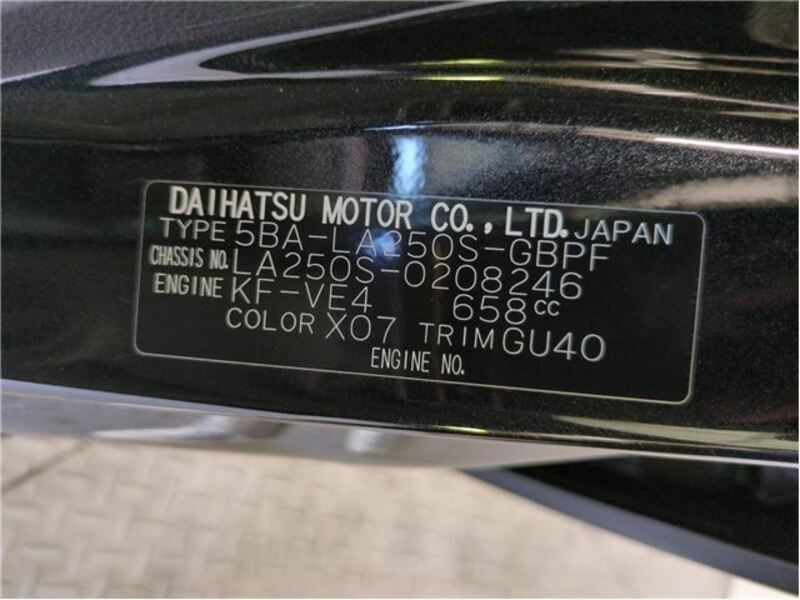 DAIHATSU MOTOR CO., LTD. JAPAN
TYPE 5BA-LA250S-GBPF
CHASSIS NO. LA250S-0208246
ENGINE KF-VE4 658cc
COLOR X07 TRIM GU40
ENGINE NO.